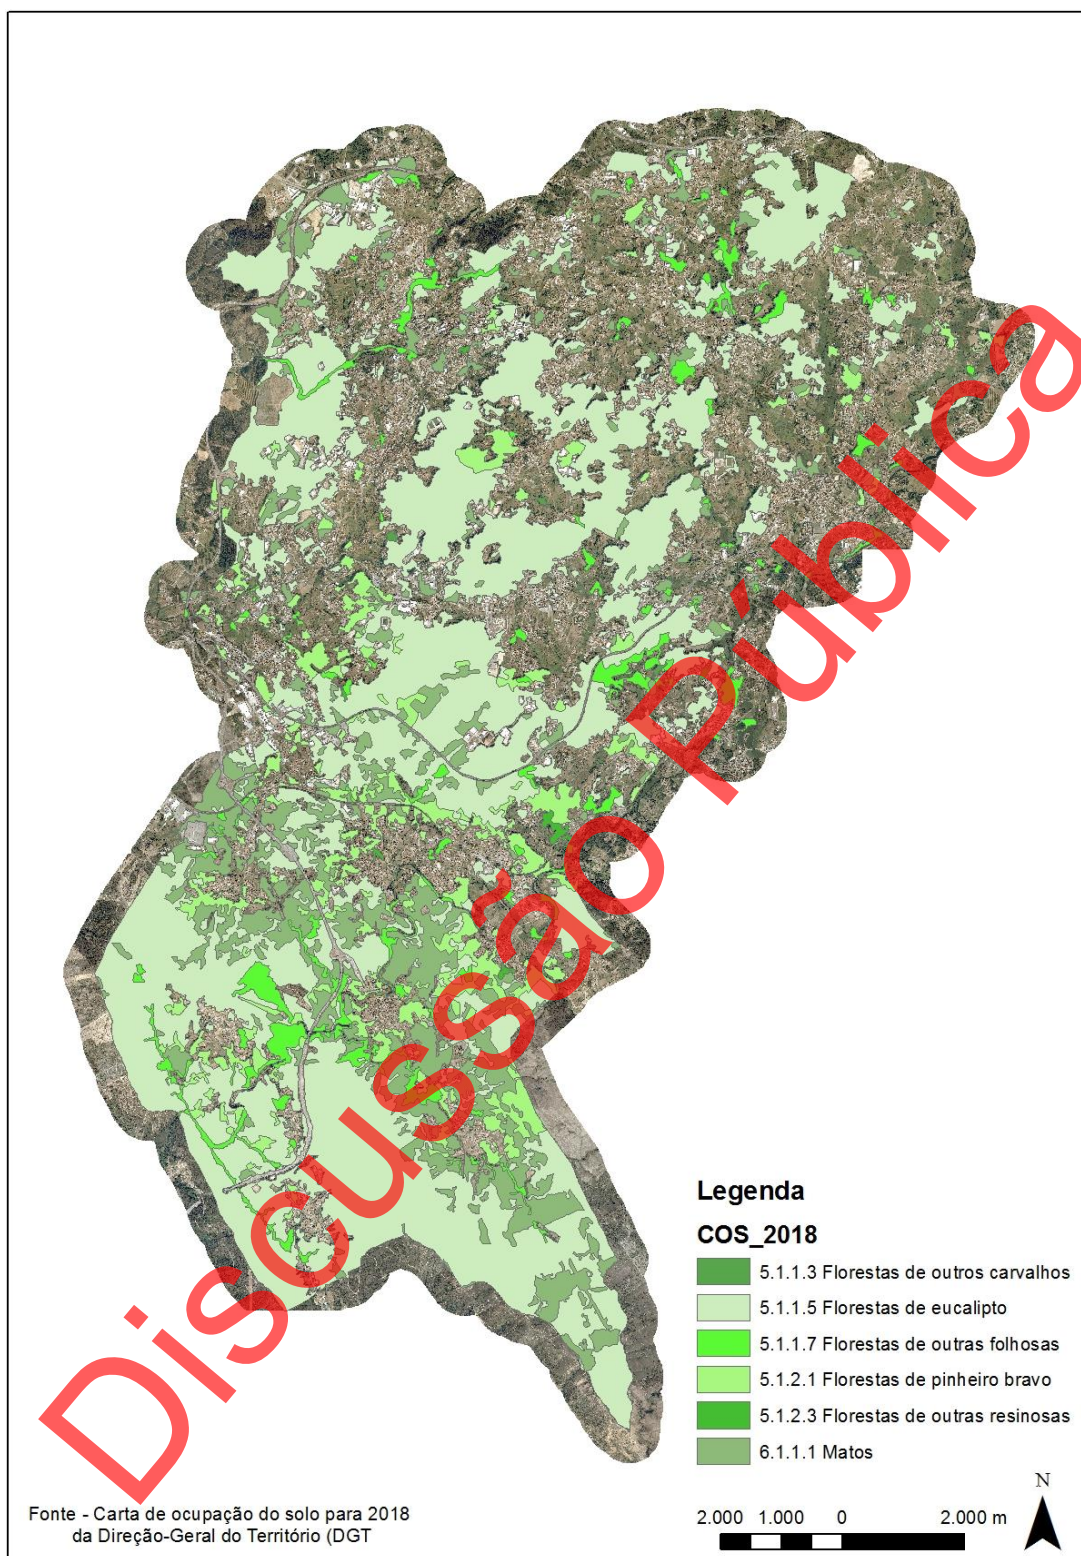 Discussão Pública
Legenda
COS_2018
5.1.1.3 Florestas de outros carvalhos
5.1.1.5 Florestas de eucalipto
5.1.1.7 Florestas de outras folhosas
5.1.2.1 Florestas de pinheiro bravo
5.1.2.3 Florestas de outras resinosas
6.1.1.1 Matos
N
2.000 1.000 0 2.000 m
Fonte - Carta de ocupação do solo para 2018
da Direção-Geral do Território (DGT